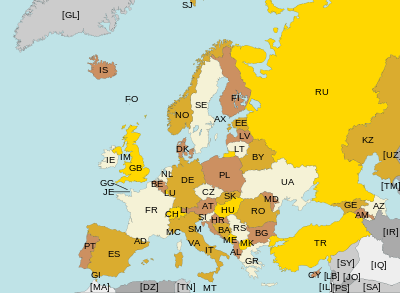 SJ
[GL]
IS
FO
RU
NO
SE
FI
AX
EE
LV
LT
DK
KZ
BY
IE
IM
GB
[UZ]
NL
PL
DE
BE
GG
JE
LU
CZ
UA
[TM]
SK
MD
FR
CH
LI
AT
HU
RO
GE
AZ
AM
SI
HR
BA
RS
SM
MC
ME
BG
[IR]
PT
ES
AD
VA
IT
AL
MK
TR
GR
[SY]
[IQ]
GI
CY
[LB]
[JO]
[MA]
[DZ]
[TN]
MT
[IL]
[PS]
[SA]